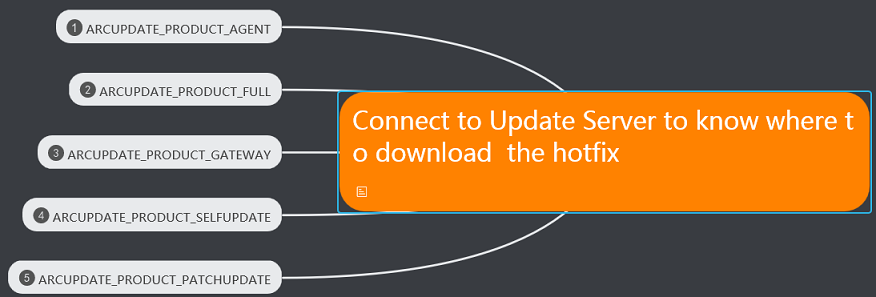 1 ARCUPDATE_PRODUCT_AGENT
2 ARCUPDATE_PRODUCT_FULL
Connect to Update Server to know where t
o download  the hotfix
3 ARCUPDATE_PRODUCT_GATEWAY
4 ARCUPDATE_PRODUCT_SELFUPDATE
5 ARCUPDATE_PRODUCT_PATCHUPDATE